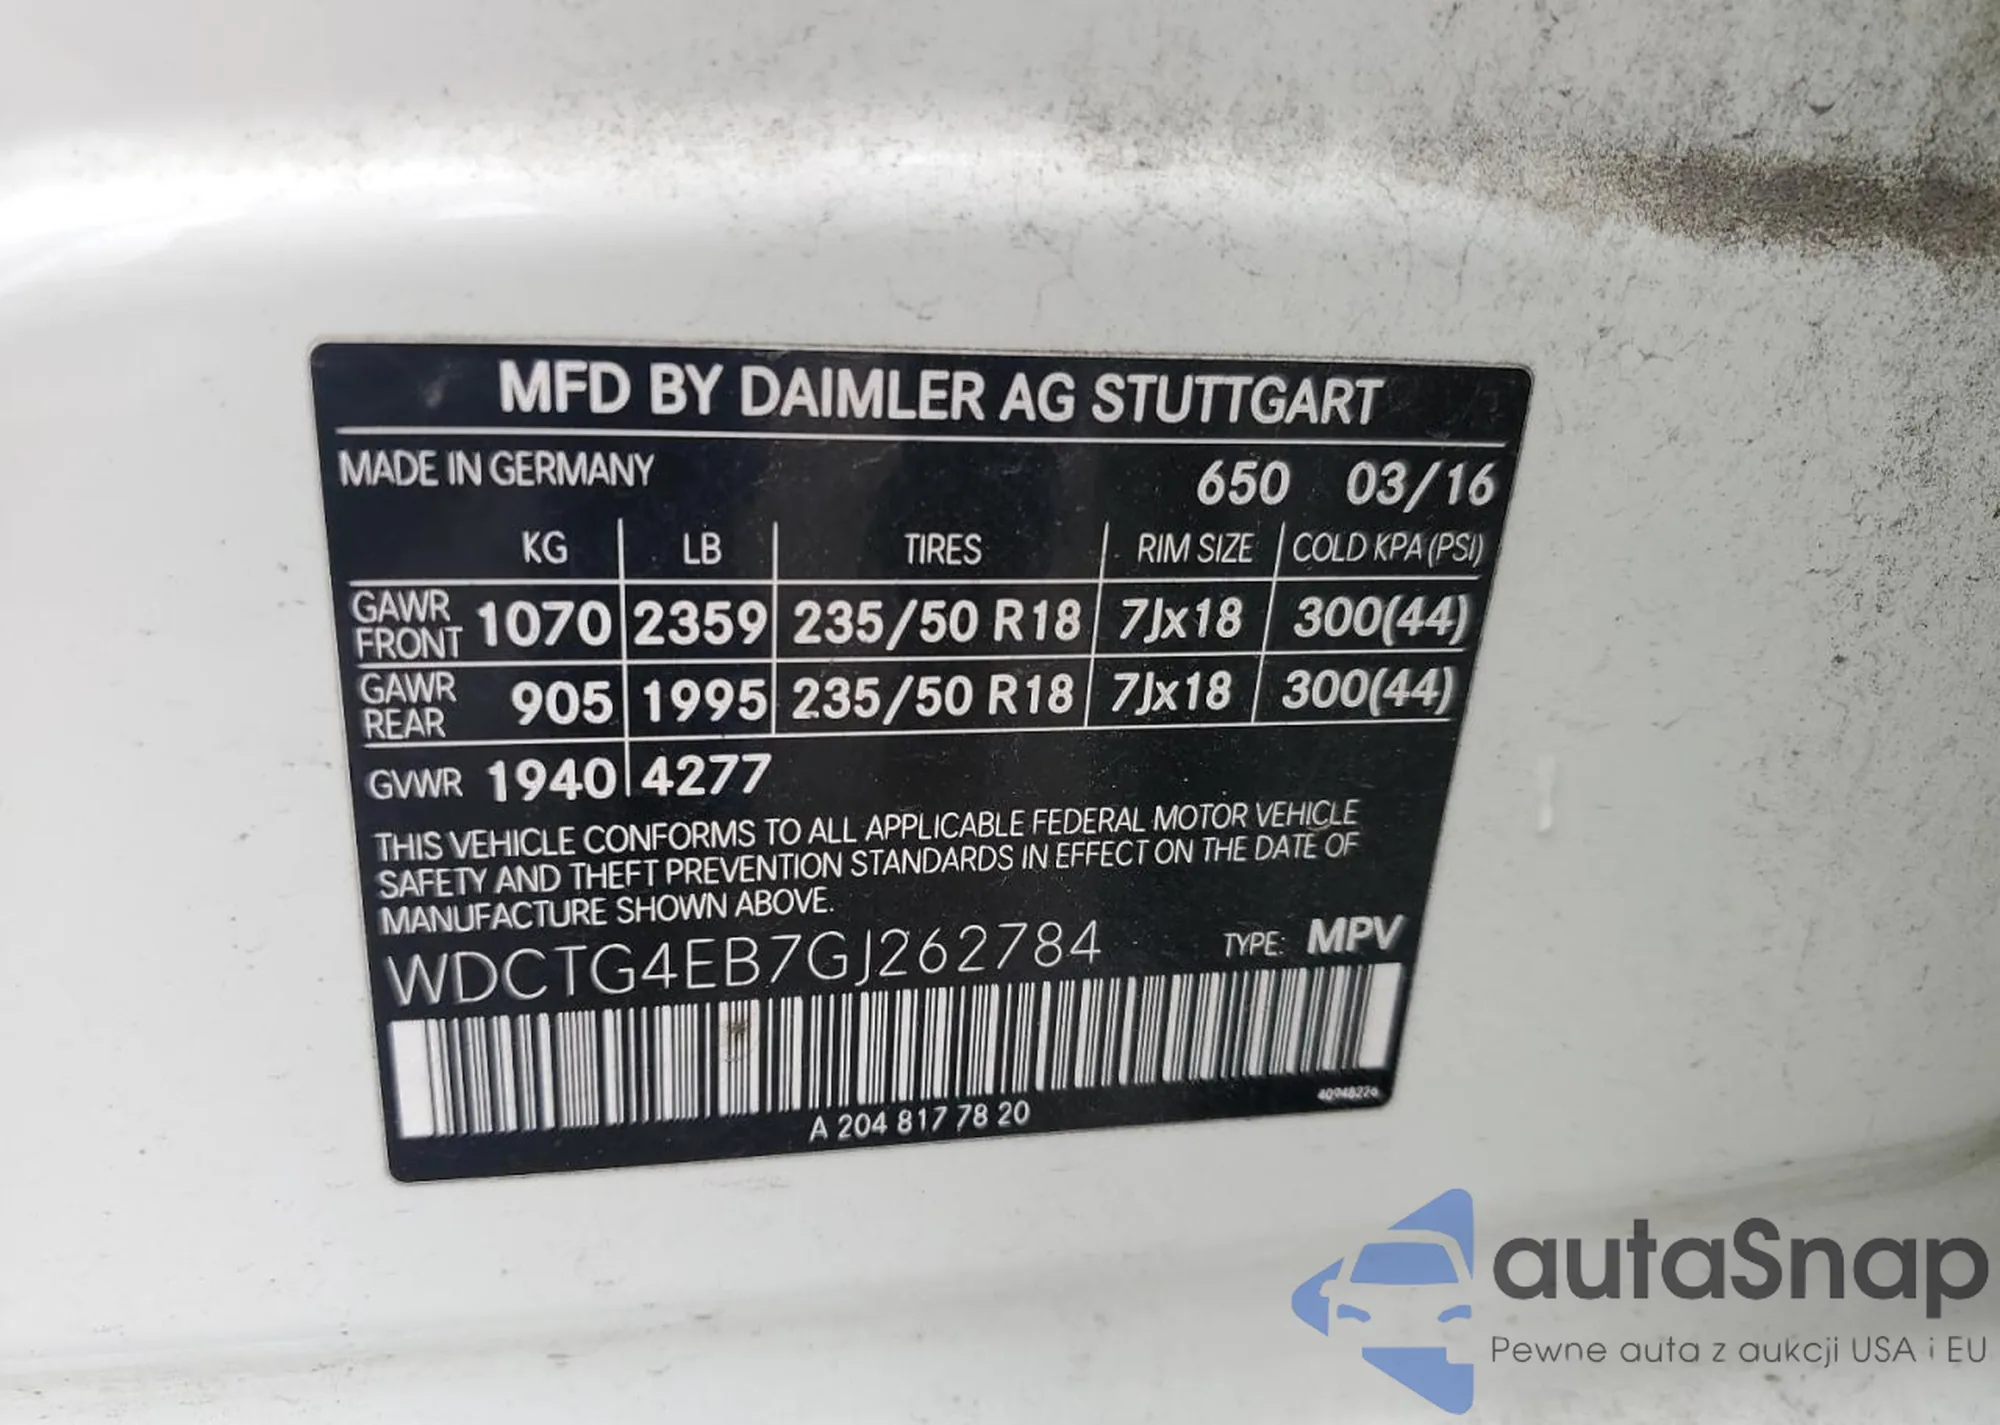 MFD BY DAIMLER AG STUTTGART
MADE IN GERMANY 650 03/16
KG LB TIRES RIM SIZE COLD KPA (PSI)
GAWR FRONT 1070 2359 235/50 R18 7Jx18 300(44)
GAWR REAR 905 1995 235/50 R18 7Jx18 300(44)
GVWR 1940 4277
THIS VEHICLE CONFORMS TO ALL APPLICABLE FEDERAL MOTOR VEHICLE
SAFETY AND THEFT PREVENTION STANDARDS IN EFFECT ON THE DATE OF
MANUFACTURE SHOWN ABOVE.
WDCTG4EB7GJ262784 TYPE: MPV
40948226
A 204 817 78 20
autaSnap
Pewne auta z aukcji USA i EU